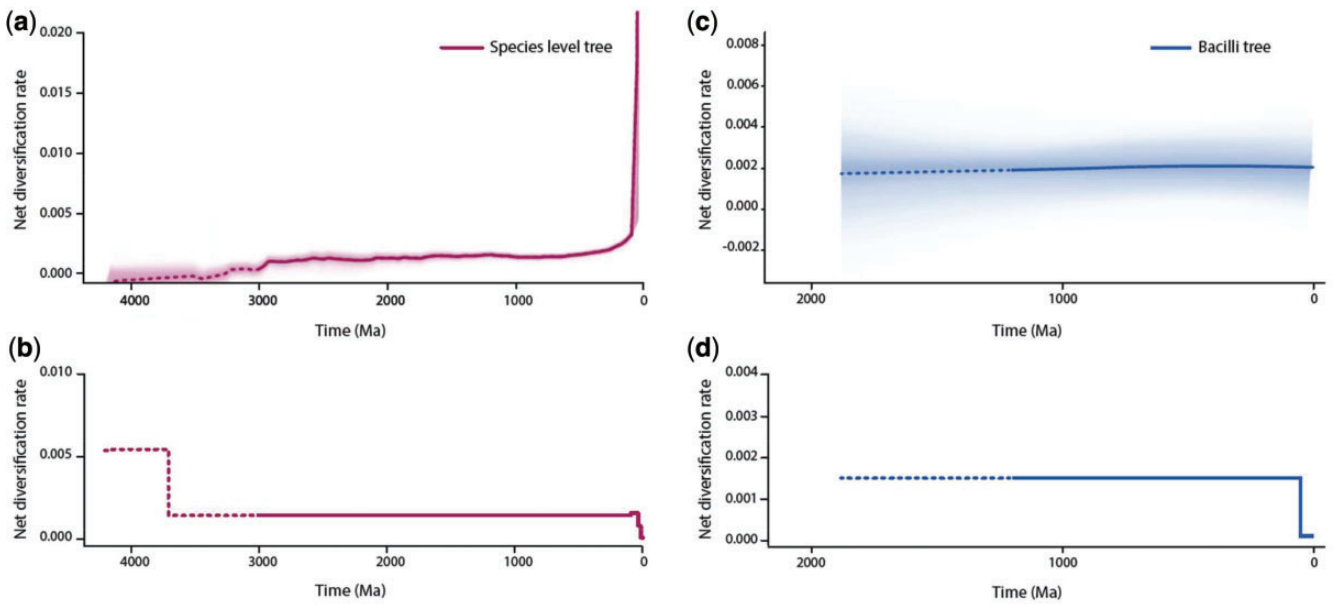 (a)
Net diversification rate
0.020
0.015
0.010
0.005
0.000
Species level tree
4000 3000 2000 1000 0
Time (Ma)
(c)
Net diversification rate
0.008
0.006
0.004
0.002
0.000
-0.002
Bacilli tree
2000 1000 0
Time (Ma)
(b)
Net diversification rate
0.010
0.005
0.000
4000 3000 2000 1000 0
Time (Ma)
(d)
Net diversification rate
0.004
0.003
0.002
0.001
0.000
2000 1000 0
Time (Ma)